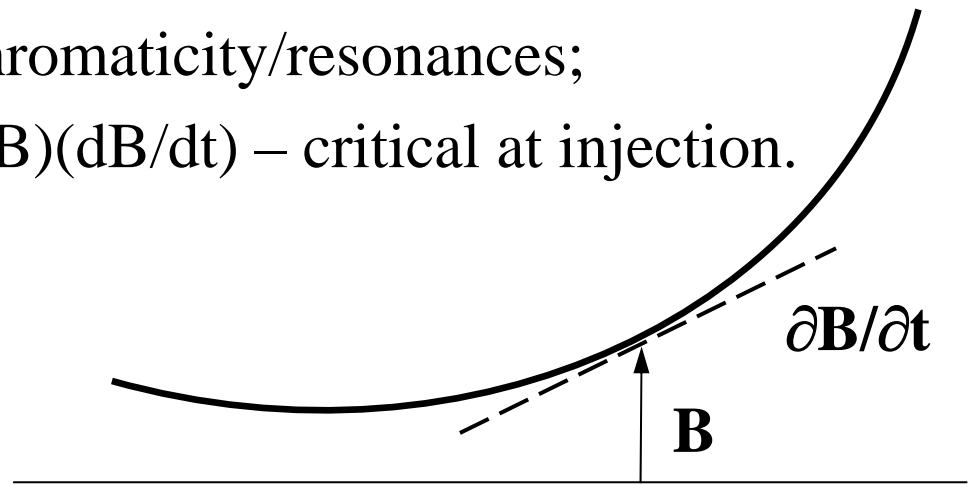 romaticity/resonances;
B)(dB/dt) – critical at injection.
∂B/∂t
B